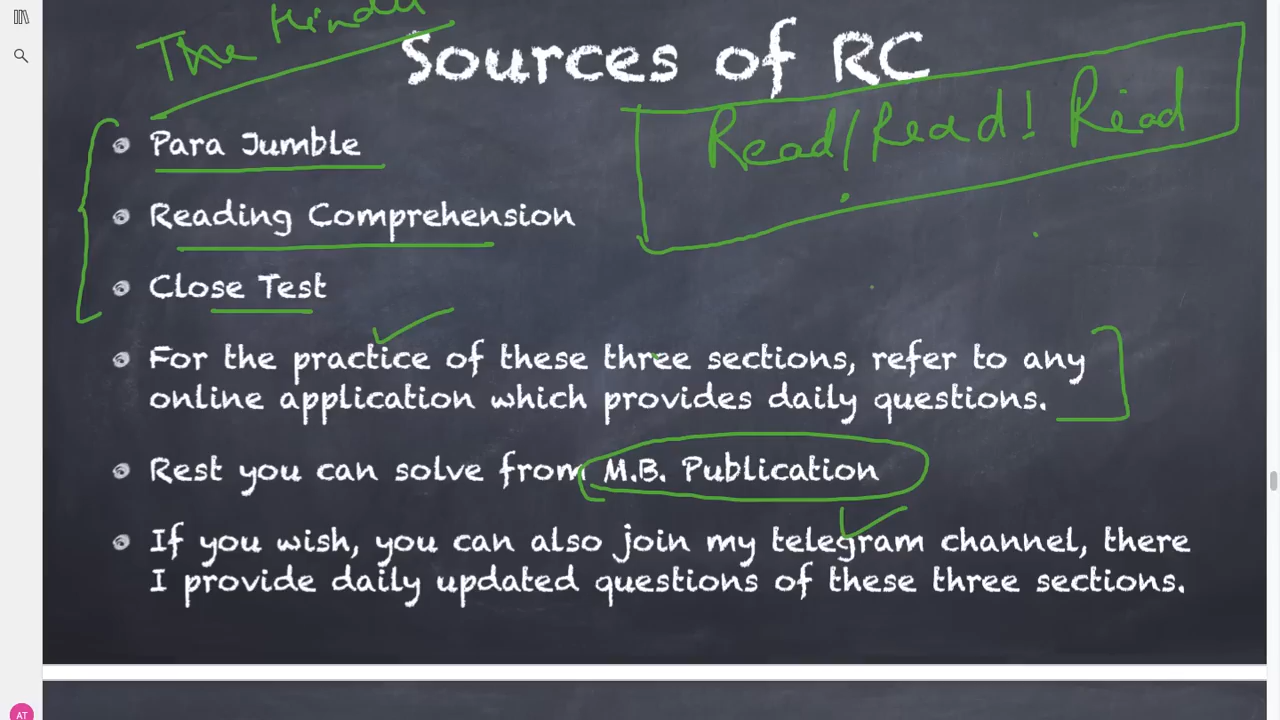 The Hindu
Sources of RC
Read/Read! Read
Para Jumble
Reading Comprehension
Close Test
For the practice of these three sections, refer to any
online application which provides daily questions.
Rest you can solve from M.B. Publication
If you wish, you can also join my telegram channel, there
I provide daily updated questions of these three sections.
AT